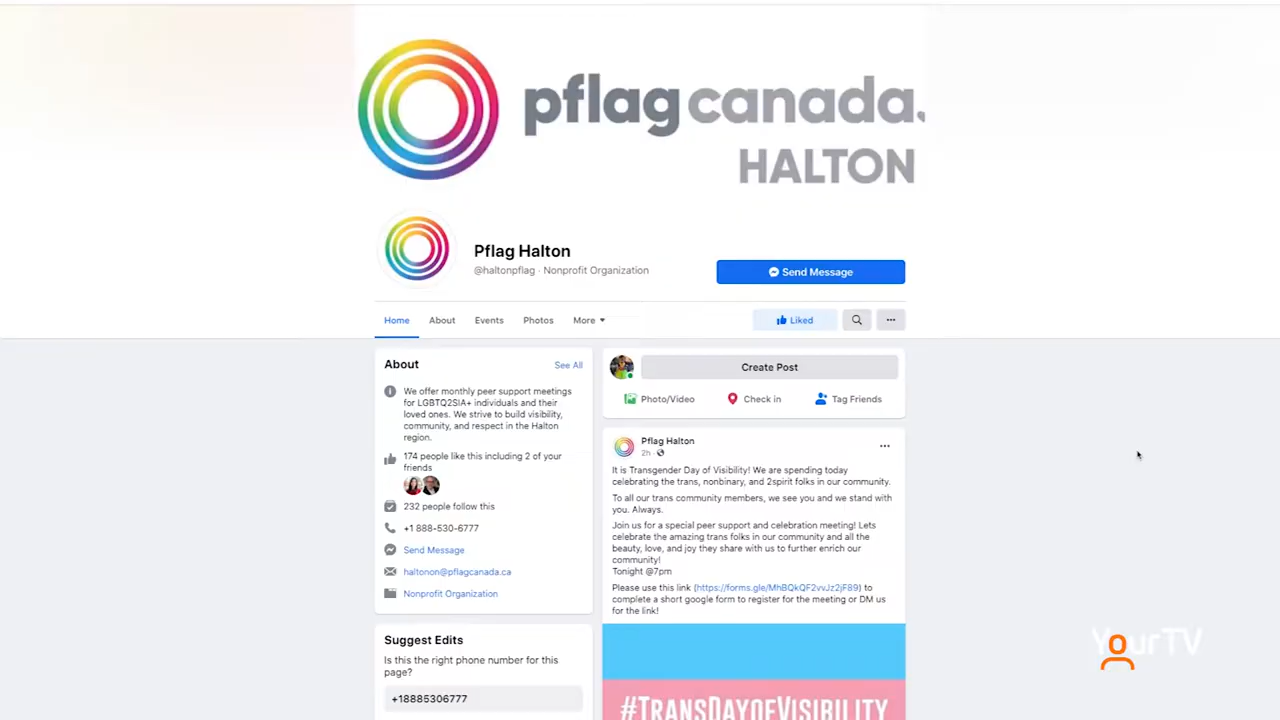 pflag canada.
HALTON
Pflag Halton
@haltonpflag · Nonprofit Organization
Send Message
Home
About
Events
Photos
More
Liked
About
See All
We offer monthly peer support meetings
for LGBTQ2SIA+ individuals and their
loved ones. We strive to build visibility,
community, and respect in the Halton
region.
174 people like this including 2 of your
friends
232 people follow this
+1 888-530-6777
Send Message
haltonon@pflagcanada.ca
Nonprofit Organization
Suggest Edits
Is this the right phone number for this
page?
+18885306777
Create Post
Photo/Video
Check in
Tag Friends
Pflag Halton
2h ·
It is Transgender Day of Visibility! We are spending today
celebrating the trans, nonbinary, and 2spirit folks in our community.
To all our trans community members, we see you and we stand with
you. Always.
Join us for a special peer support and celebration meeting! Lets
celebrate the amazing trans folks in our community and all the
beauty, love, and joy they share with us to further enrich our
community!
Tonight @7pm
Please use this link (https://forms.gle/MhBQkQF2vvJz2jF89) to
complete a short google form to register for the meeting or DM us
for the link!
#TransDayofVisibility
YourTV